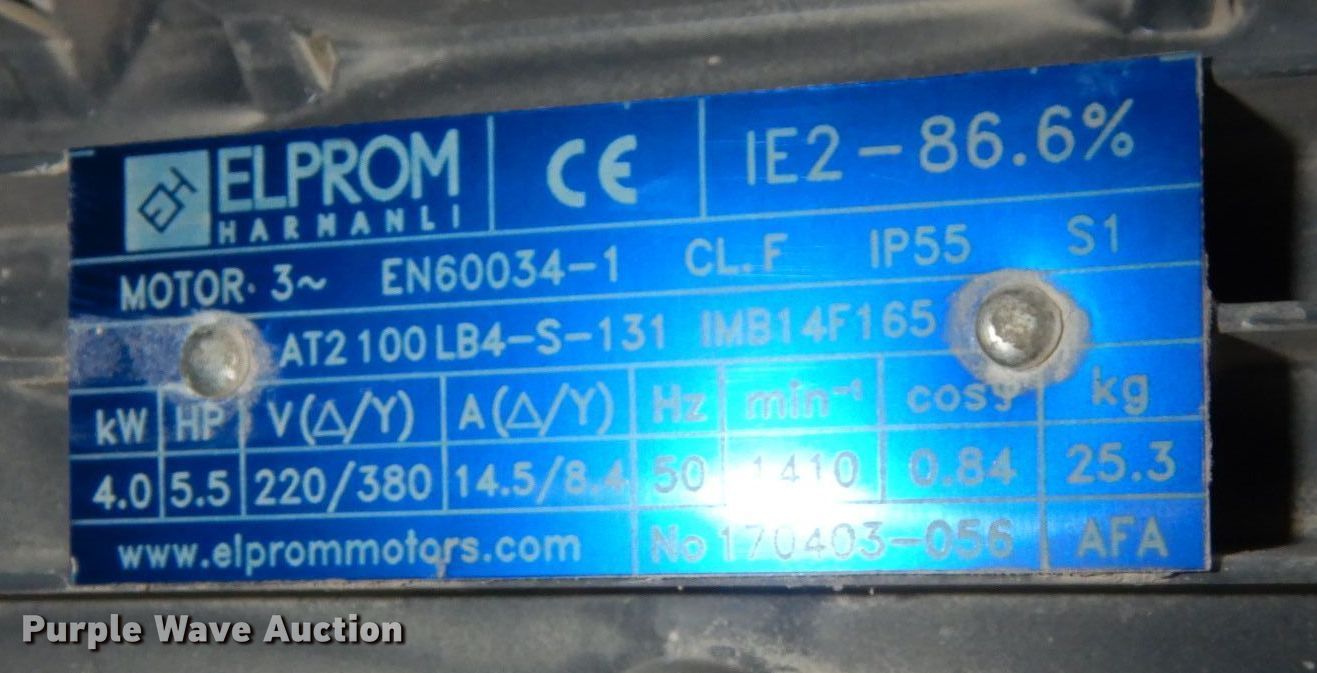 EH ELPROM CE IE2-86.6%
HARMANLI
MOTOR 3~ EN60034-1 CL.F IP55 S1
AT2 100 LB4-S-131 IMB14F165
kW HP V(Δ/Y) A(Δ/Y) Hz min⁻¹ cosφ kg
4.0 5.5 220/380 14.5/8.4 50 1410 0.84 25.3
www.elprommotors.com No 170403-056 AFA
Purple Wave Auction